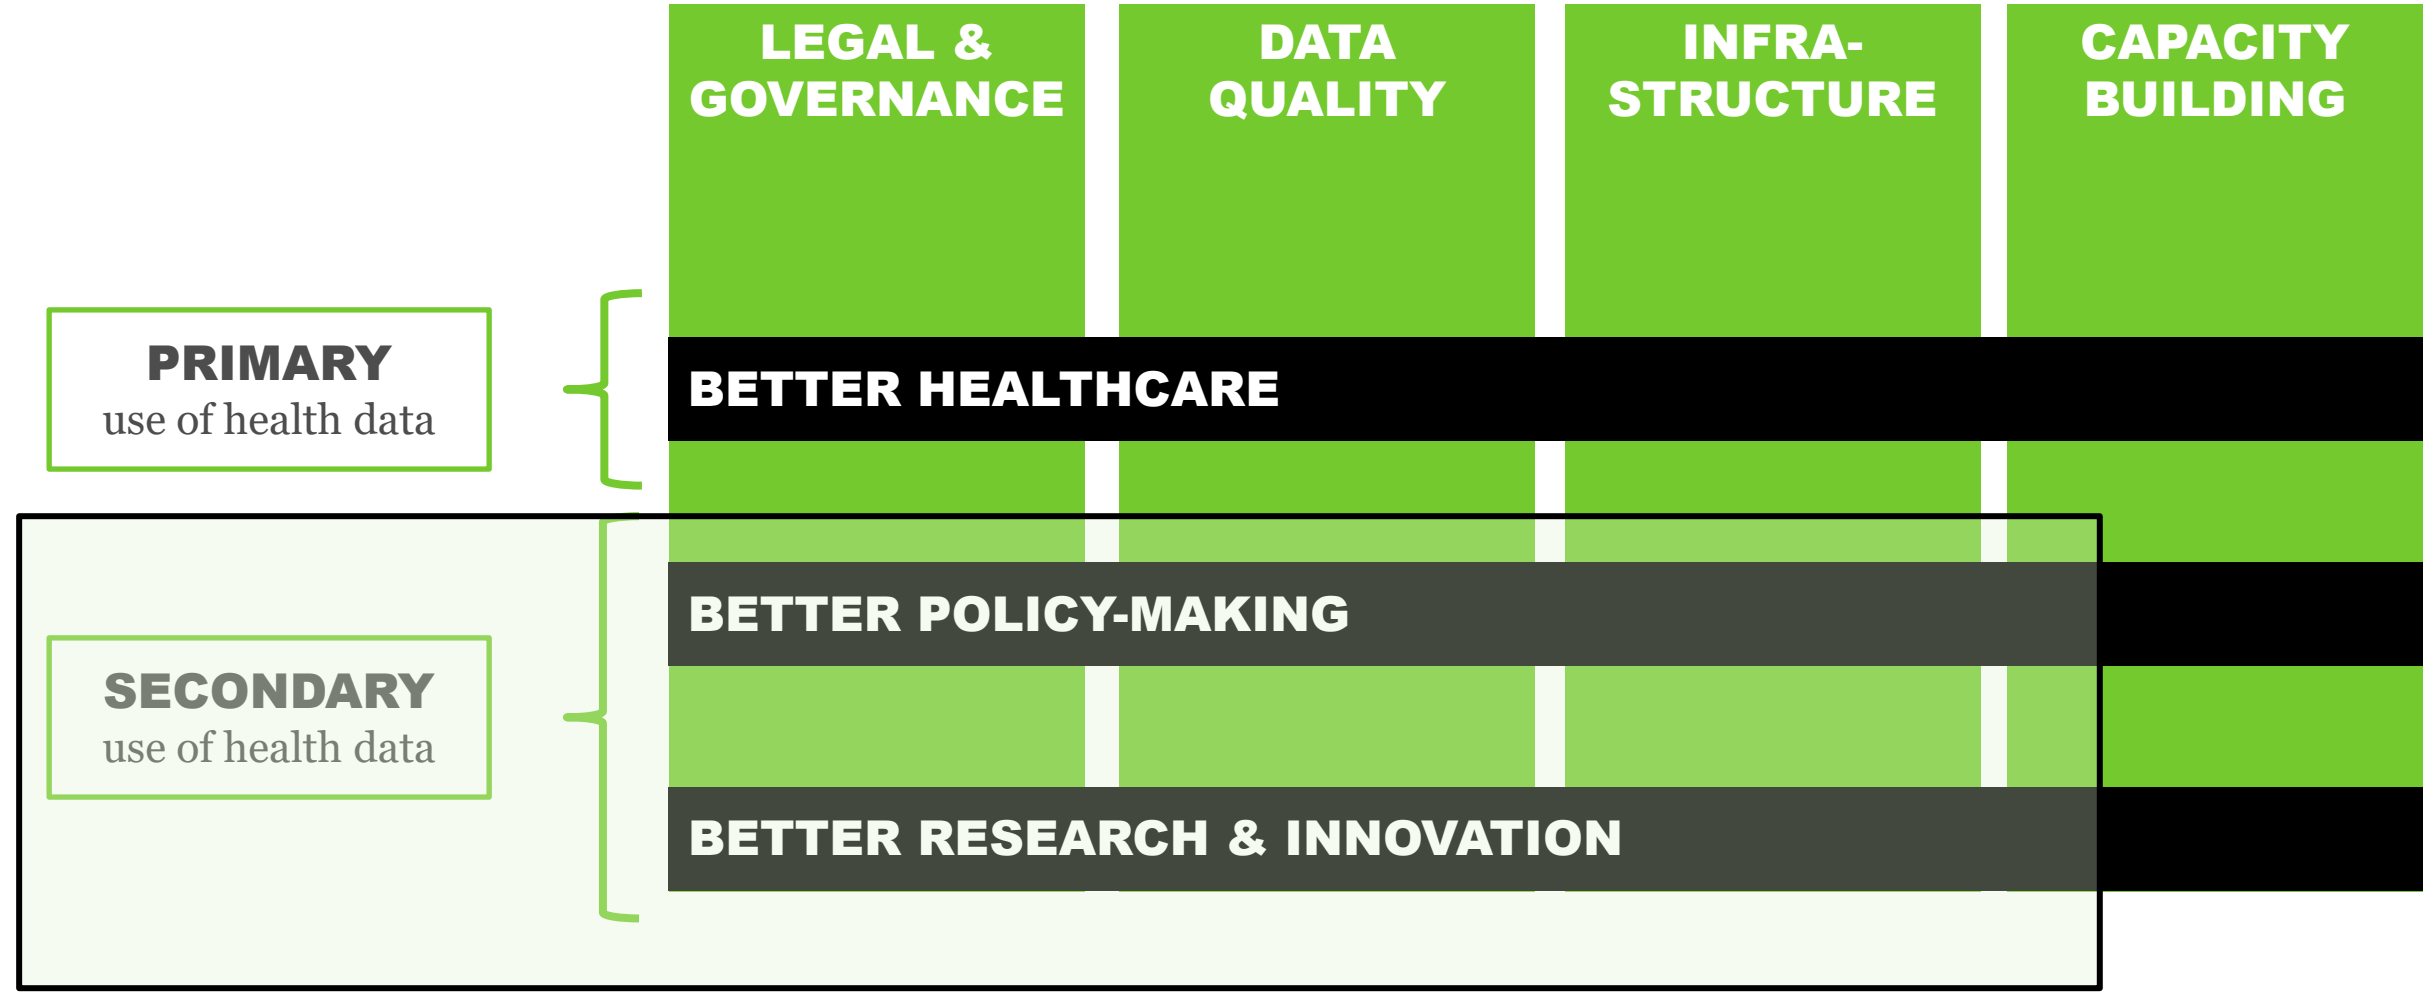 LEGAL &
GOVERNANCE
DATA
QUALITY
INFRA-
STRUCTURE
CAPACITY
BUILDING
PRIMARY
use of health data
BETTER HEALTHCARE
BETTER POLICY-MAKING
SECONDARY
use of health data
BETTER RESEARCH & INNOVATION